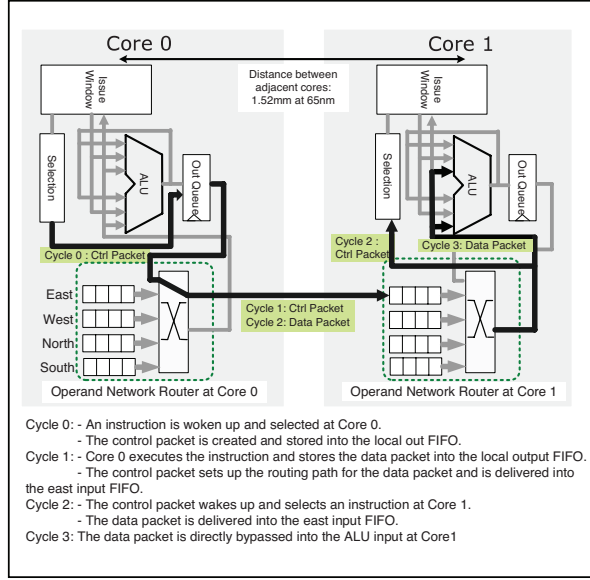 Core 0
Core 1
Distance between
adjacent cores:
1.52mm at 65nm
Issue
Window
Issue
Window
Selection
ALU
Out Queue
Selection
ALU
Out Queue
Cycle 0 : Ctrl Packet
Cycle 2 :
Ctrl Packet
Cycle 3: Data Packet
East
West
North
South
Cycle 1: Ctrl Packet
Cycle 2: Data Packet
Operand Network Router at Core 0
Operand Network Router at Core 1
Cycle 0: - An instruction is woken up and selected at Core 0.
- The control packet is created and stored into the local out FIFO.
Cycle 1: - Core 0 executes the instruction and stores the data packet into the local output FIFO.
- The control packet sets up the routing path for the data packet and is delivered into
the east input FIFO.
Cycle 2: - The control packet wakes up and selects an instruction at Core 1.
- The data packet is delivered into the east input FIFO.
Cycle 3: The data packet is directly bypassed into the ALU input at Core1